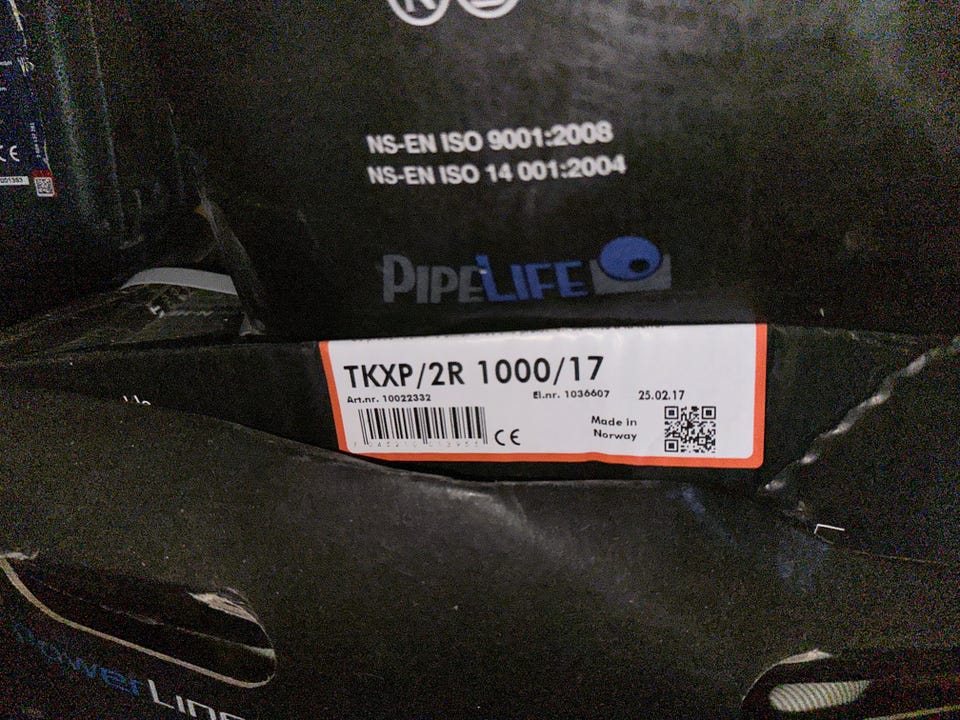 NS-EN ISO 9001:2008
NS-EN ISO 14 001:2004
PIPELIFE
TKXP/2R 1000/17
Art.nr. 10022332 El.nr. 1036607 25.02.17
CE
Made in
Norway
PowerLine